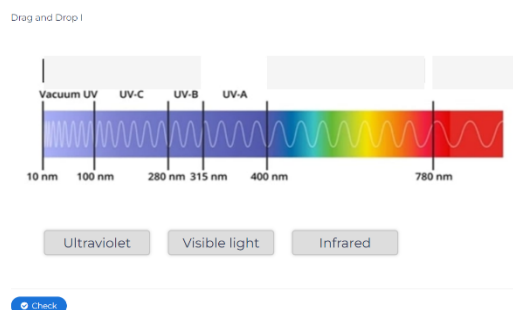 Drag and Drop I
Vacuum UV UV-C UV-B UV-A
10 nm 100 nm 280 nm 315 nm 400 nm 780 nm
Ultraviolet Visible light Infrared
Check